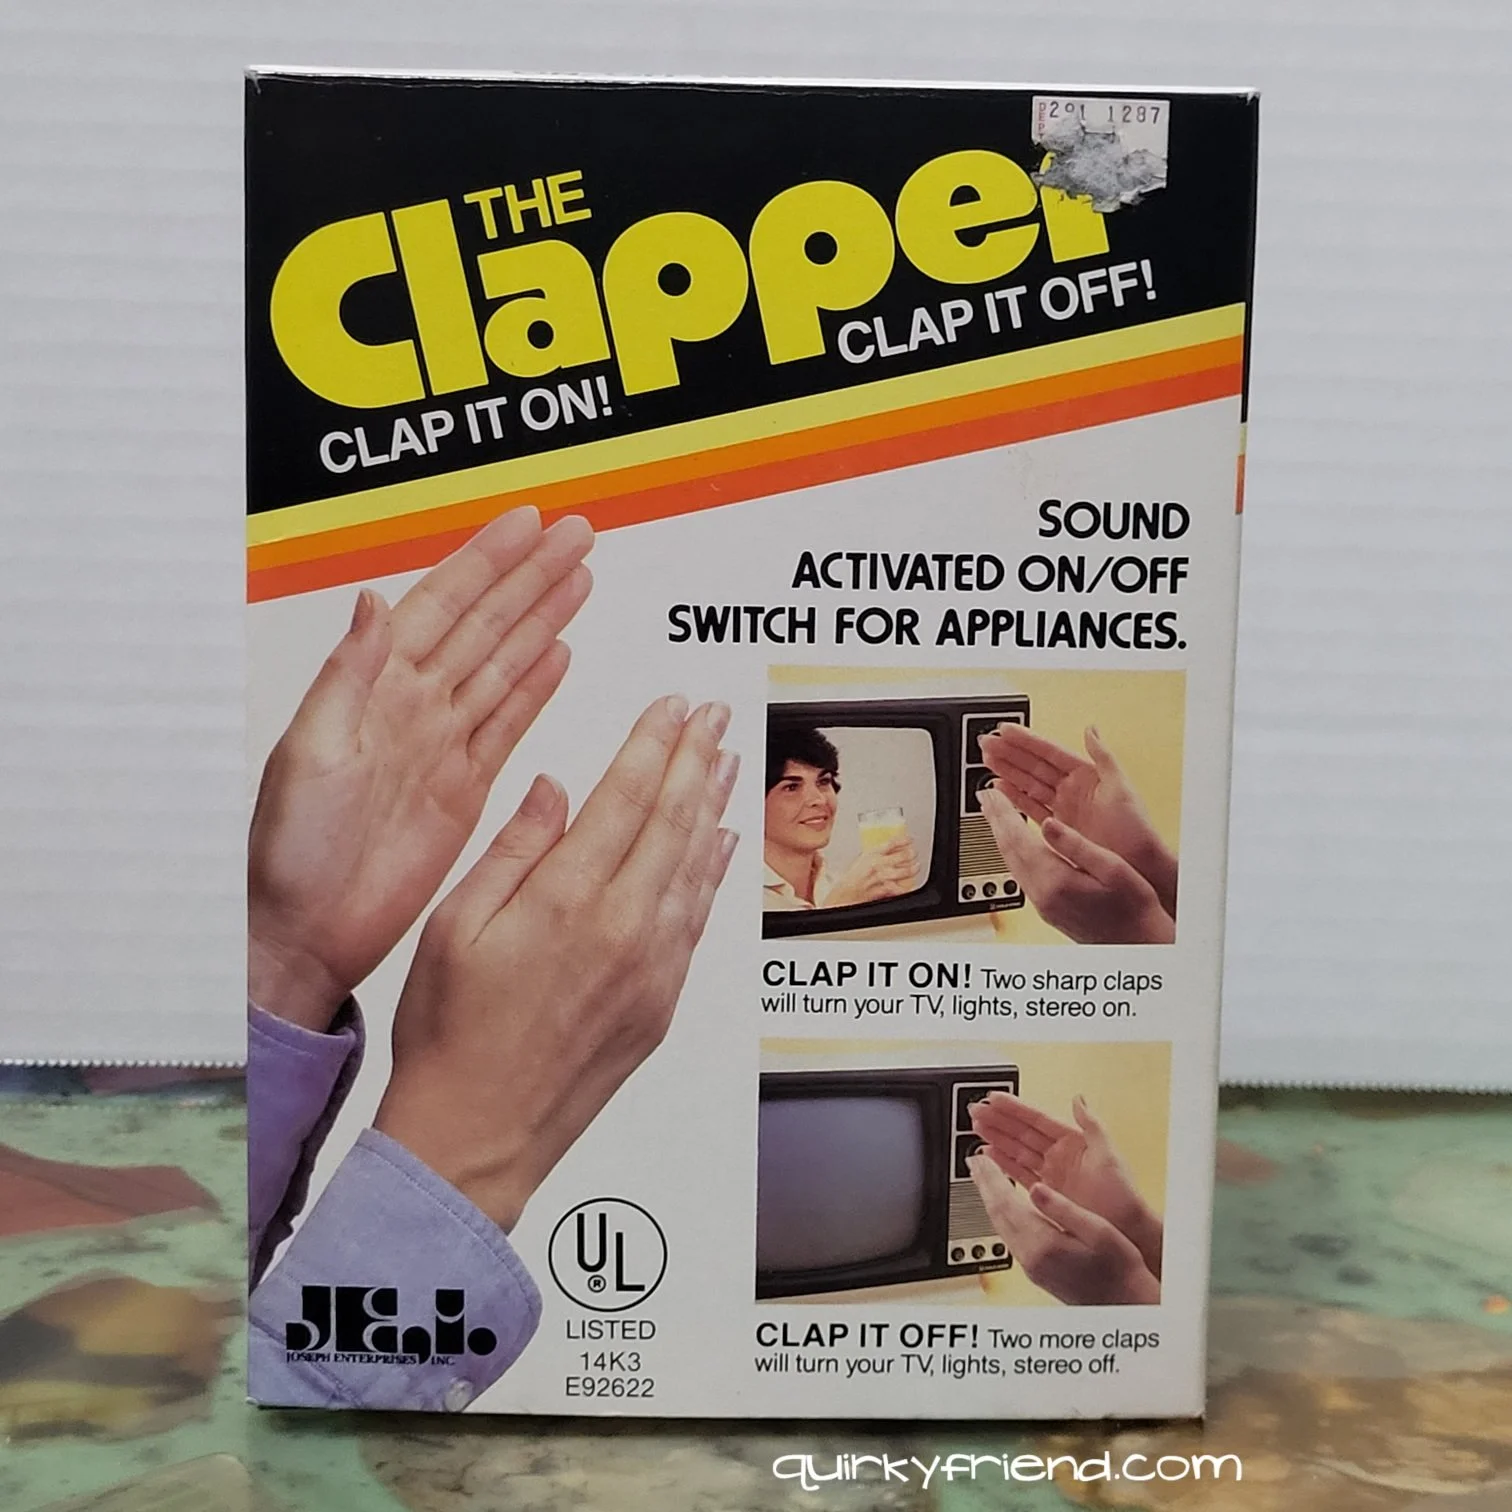 DEPT 201 1287
THE
Clapper
CLAP IT ON!
CLAP IT OFF!
SOUND
ACTIVATED ON/OFF
SWITCH FOR APPLIANCES.
CLAP IT ON! Two sharp claps
will turn your TV, lights, stereo on.
CLAP IT OFF! Two more claps
will turn your TV, lights, stereo off.
UL
®
LISTED
14K3
E92622
J.E.i.
JOSEPH ENTERPRISES, INC.
quirkyfriend.com